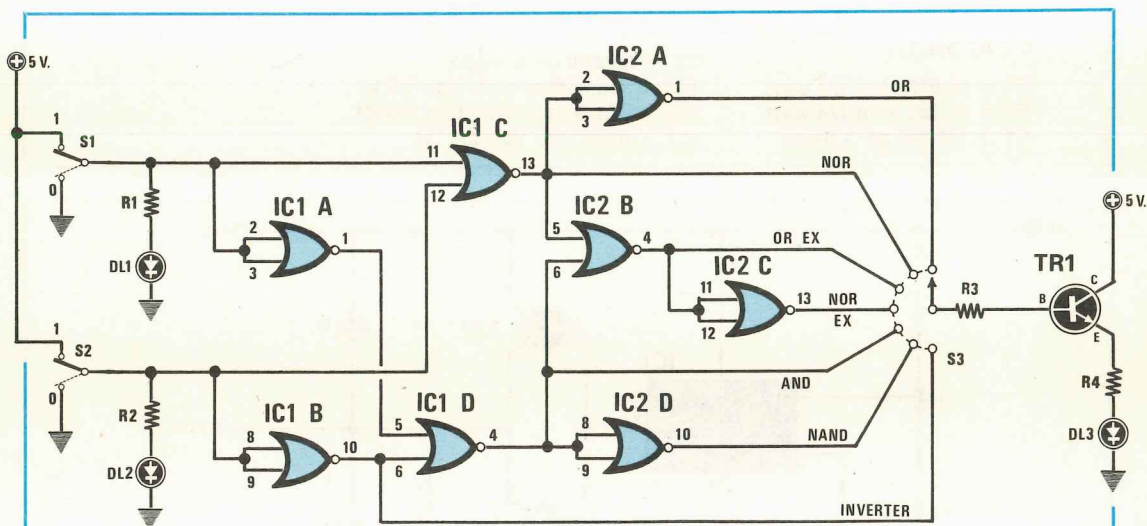 5 V.
1
S1
0
R1
DL1
1
S2
0
R2
DL2
IC1 A
2
3
1
IC1 B
8
9
10
IC1 C
11
12
13
IC1 D
5
6
4
IC2 A
2
3
1
OR
NOR
IC2 B
5
6
4
OR EX
IC2 C
11
12
13
NOR
EX
AND
IC2 D
8
9
10
NAND
INVERTER
S3
R3
5 V.
TR1
B
C
E
R4
DL3